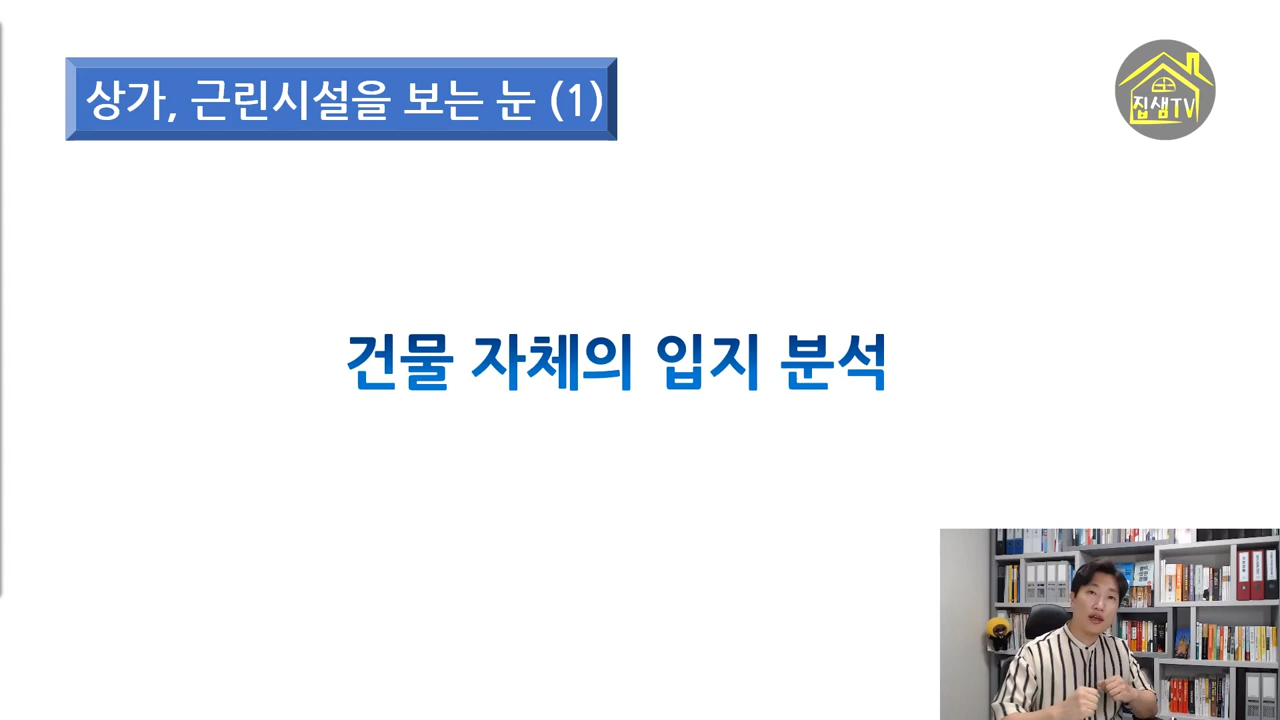 상가, 근린시설을 보는 눈 (1)
집샘TV
건물 자체의 입지 분석